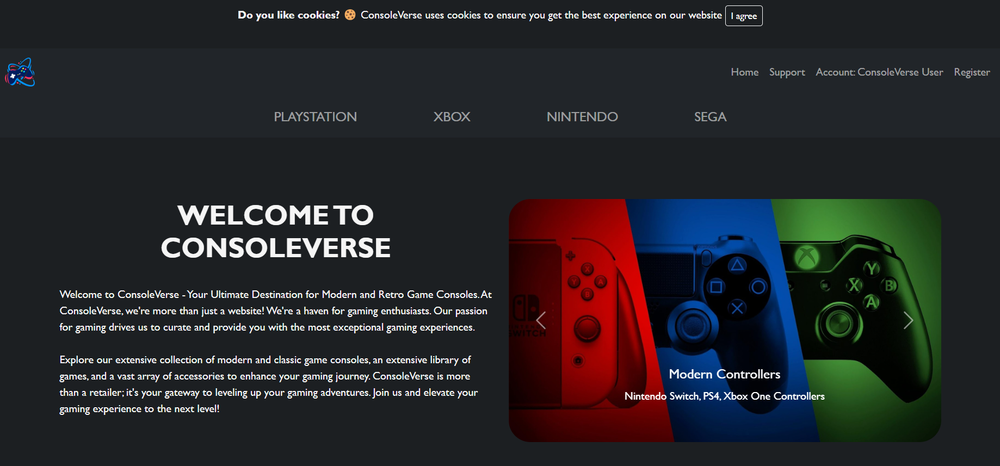 Do you like cookies? 🍪 ConsoleVerse uses cookies to ensure you get the best experience on our website I agree
Home Support Account: ConsoleVerse User Register
PLAYSTATION XBOX NINTENDO SEGA
WELCOME TO
CONSOLEVERSE
Welcome to ConsoleVerse - Your Ultimate Destination for Modern and Retro Game Consoles. At
ConsoleVerse, we're more than just a website! We're a haven for gaming enthusiasts. Our passion
for gaming drives us to curate and provide you with the most exceptional gaming experiences.
Explore our extensive collection of modern and classic game consoles, an extensive library of
games, and a vast array of accessories to enhance your gaming journey. ConsoleVerse is more
than a retailer; it's your gateway to leveling up your gaming adventures. Join us and elevate your
gaming experience to the next level!
X
Y A
B
NINTENDO
SWITCH
Y
X B
A
Modern Controllers
Nintendo Switch, PS4, Xbox One Controllers